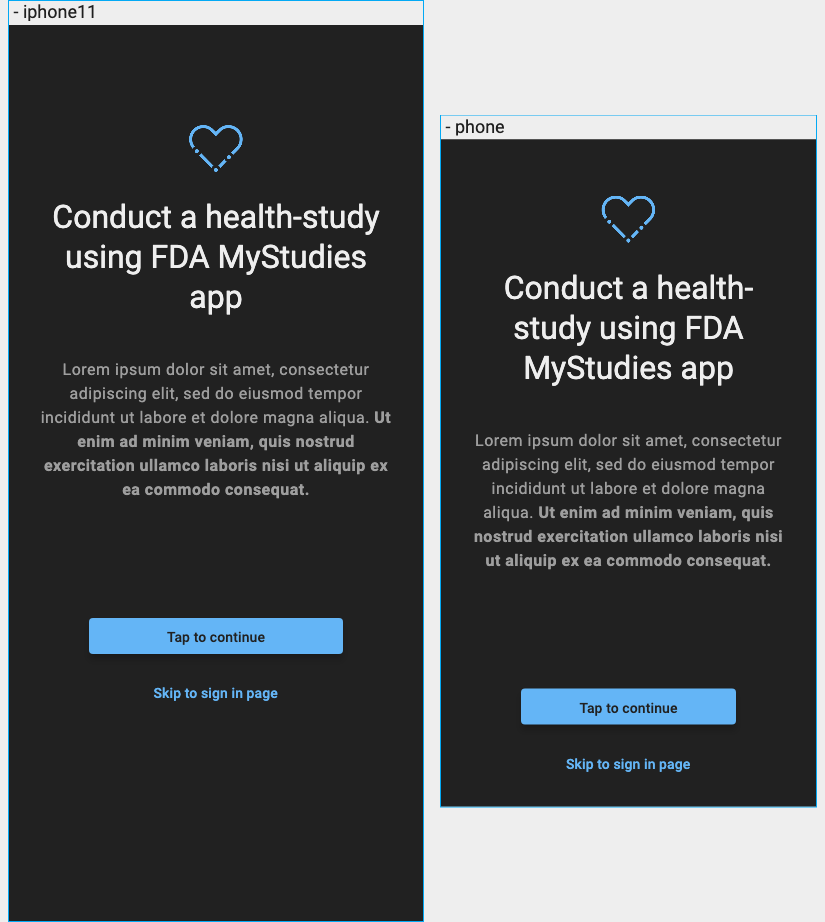 - iphone11
Conduct a health-study
using FDA MyStudies
app
Lorem ipsum dolor sit amet, consectetur
adipiscing elit, sed do eiusmod tempor
incididunt ut labore et dolore magna aliqua. Ut
enim ad minim veniam, quis nostrud
exercitation ullamco laboris nisi ut aliquip ex
ea commodo consequat.
Tap to continue
Skip to sign in page
- phone
Conduct a health-
study using FDA
MyStudies app
Lorem ipsum dolor sit amet, consectetur
adipiscing elit, sed do eiusmod tempor
incididunt ut labore et dolore magna
aliqua. Ut enim ad minim veniam, quis
nostrud exercitation ullamco laboris nisi
ut aliquip ex ea commodo consequat.
Tap to continue
Skip to sign in page